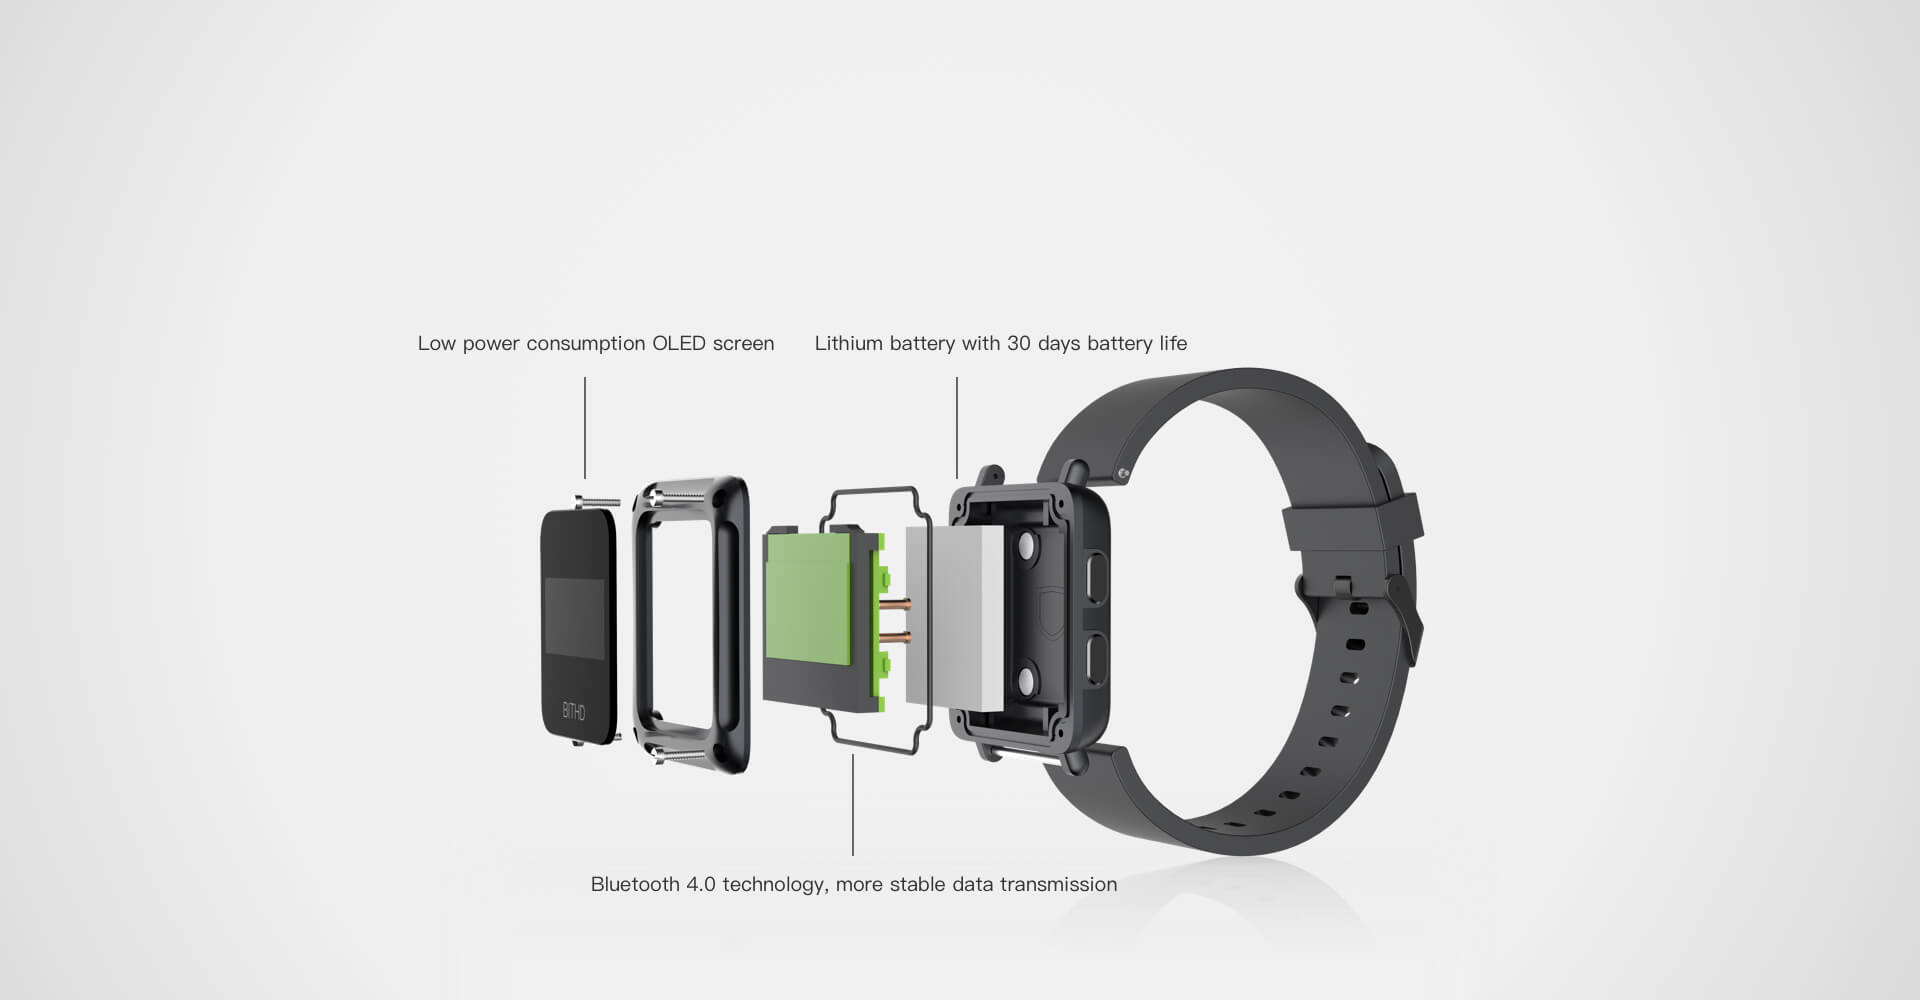 Low power consumption OLED screen
Lithium battery with 30 days battery life
BITHD
Bluetooth 4.0 technology, more stable data transmission